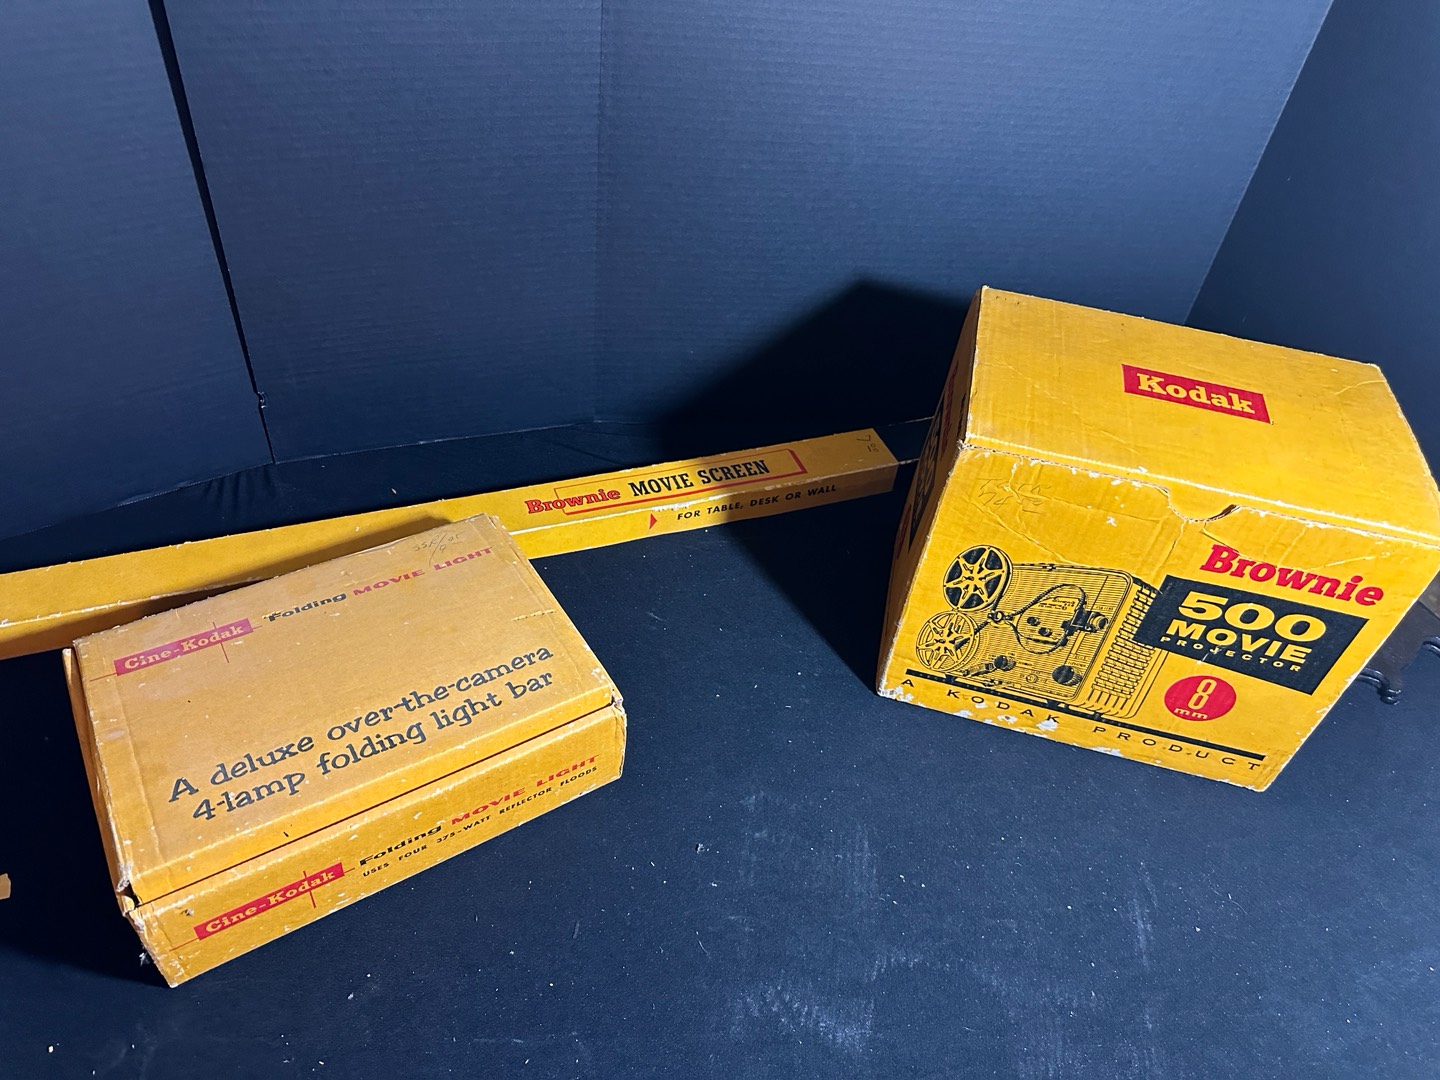 Brownie MOVIE SCREEN
FOR TABLE, DESK OR WALL
Cine-Kodak Folding MOVIE LIGHT
A deluxe over-the-camera
4-lamp folding light bar
Cine-Kodak Folding MOVIE LIGHT
USES FOUR 375-WATT REFLECTOR FLOODS
Kodak
Brownie
500
MOVIE
PROJECTOR
8
mm
A KODAK PRODUCT